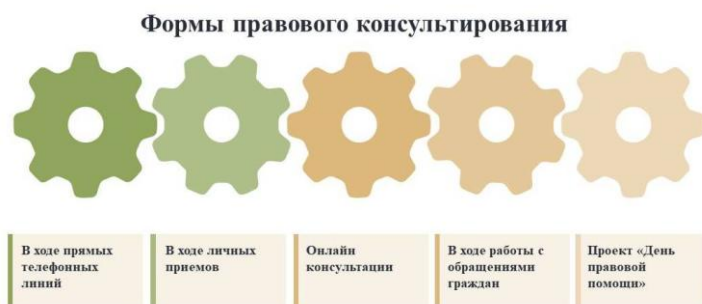 Формы правового консультирования
В ходе прямых
телефонных
линий
В ходе личных
приемов
Онлайн
консультации
В ходе работы с
обращениями
граждан
Проект «День
правовой
помощи»